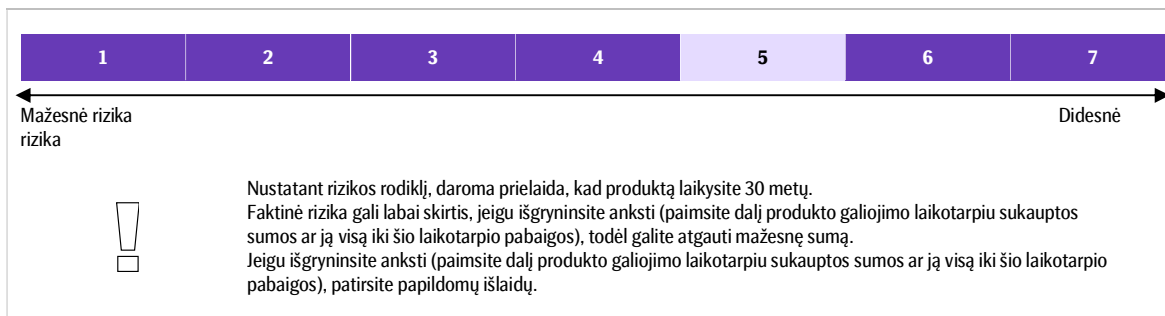 1 2 3 4 5 6 7
Mažesnė rizika Didesnė
rizika
Nustatant rizikos rodiklį, daroma prielaida, kad produktą laikysite 30 metų.
Faktinė rizika gali labai skirtis, jeigu išgryninsite anksti (paimsite dalį produkto galiojimo laikotarpiu sukauptos
sumos ar ją visą iki šio laikotarpio pabaigos), todėl galite atgauti mažesnę sumą.
Jeigu išgryninsite anksti (paimsite dalį produkto galiojimo laikotarpiu sukauptos sumos ar ją visą iki šio laikotarpio
pabaigos), patirsite papildomų išlaidų.